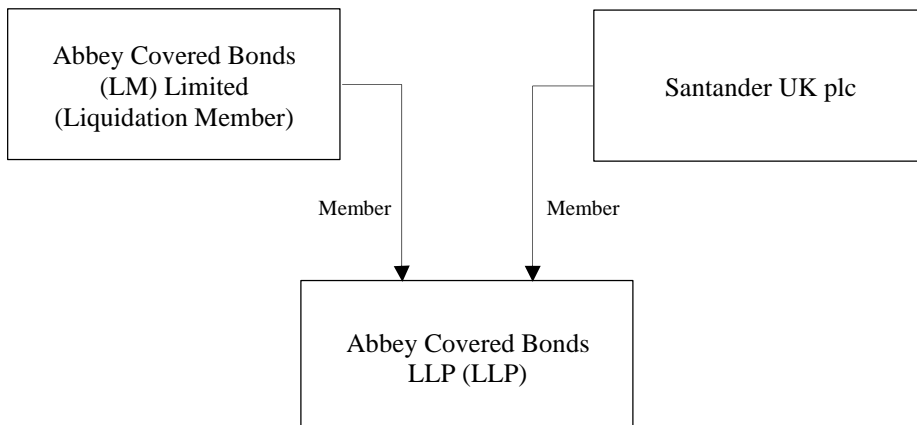 Abbey Covered Bonds
(LM) Limited
(Liquidation Member)
Santander UK plc
Member
Member
Abbey Covered Bonds
LLP (LLP)